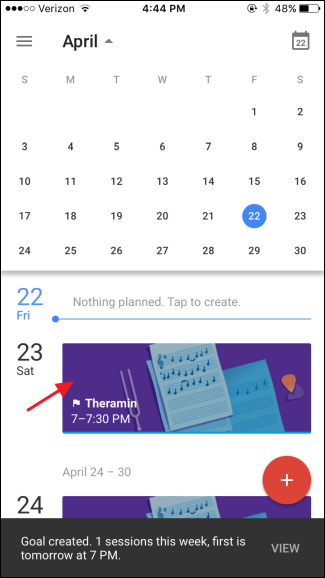 Verizon 4:44 PM 48%
April 22
S M T W T F S
1 2
3 4 5 6 7 8 9
10 11 12 13 14 15 16
17 18 19 20 21 22 23
24 25 26 27 28 29 30
22
Fri
Nothing planned. Tap to create.
23
Sat
Theramin
7–7:30 PM
April 24 – 30
24
Goal created. 1 sessions this week, first is
tomorrow at 7 PM.
VIEW